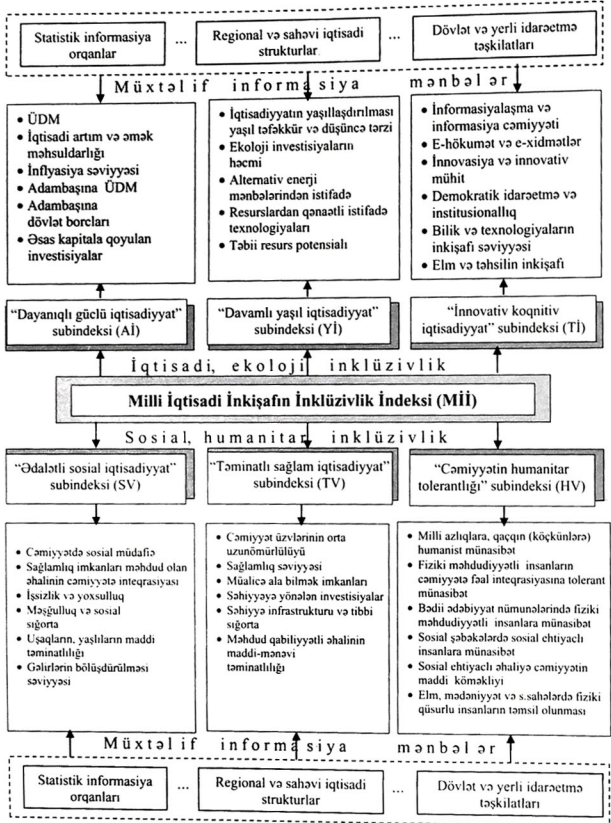 Statistik informasiya orqanlar
...
Regional və sahəvi iqtisadi strukturlar
...
Dövlət və yerli idarəetmə təşkilatları
Müxtəlif informasiya mənbələr
• ÜDM
• İqtisadi artım və əmək
məhsuldarlığı
• İnflyasiya səviyyəsi
• Adambaşına ÜDM
• Adambaşına
dövlət borcları
• Əsas kapitala qoyulan
investisiyalar
• İqtisadiyyatın yaşıllaşdırılması
yaşıl təfəkkür və düşüncə tərzi
• Ekoloji investisiyaların
həcmi
• Alternativ enerji
mənbələrindən istifadə
• Resurslardan qənaətli istifadə
texnologiyaları
• Təbii resurs potensialı
• İnformasiyalaşma və
informasiya cəmiyyəti
• E-hökumət və e-xidmətlər
• İnnovasiya və innovativ
mühit
• Demokratik idarəetmə və
institusionallıq
• Bilik və texnologiyaların
inkişafı səviyyəsi
• Elm və təhsilin inkişafı
“Dayanıqlı güclü iqtisadiyyat”
subindeksi (Aİ)
“Davamlı yaşıl iqtisadiyyat”
subindeksi (Yİ)
“İnnovativ koqnitiv
iqtisadiyyat” subindeksi (Tİ)
İqtisadi, ekoloji inklüzivlik
Milli İqtisadi İnkişafın İnklüzivlik İndeksi (Mİİ)
Sosial, humanitar inklüzivlik
“Ədalətli sosial iqtisadiyyat”
subindeksi (SV)
“Təminatlı sağlam iqtisadiyyat”
subindeksi (TV)
“Cəmiyyətin humanitar
tolerantlığı” subindeksi (HV)
• Cəmiyyətdə sosial müdafiə
• Sağlamlıq imkanları məhdud olan
əhalinin cəmiyyətə inteqrasiyası
• İşsizlik və yoxsulluq
• Məşğulluq və sosial
sığorta
• Uşaqların, yaşlıların maddi
təminatlılığı
• Gəlirlərin bölüşdürülməsi
səviyyəsi
• Cəmiyyət üzvlərinin orta
uzunömürlülüyü
• Sağlamlıq səviyyəsi
• Müalicə ala bilmək imkanları
• Səhiyyəyə yönələn investisiyalar
• Səhiyyə infrastrukturu və tibbi
sığorta
• Məhdud qabiliyyətli əhalinin
maddi-mənəvi
təminatlılığı
• Milli azlıqlara, qaçqın (köçkünlərə)
humanist münasibət
• Fiziki məhdudiyyətli insanların
cəmiyyətə fəal inteqrasiyasına tolerant
münasibət
• Bədii ədəbiyyat nümunələrində fiziki
məhdudiyyətli insanlara münasibət
• Sosial şəbəkələrdə sosial ehtiyaclı
insanlara münasibət
• Sosial ehtiyaclı əhaliyə cəmiyyətin
maddi köməkliyi
• Elm, mədəniyyət və s.sahələrdə fiziki
qüsurlu insanların təmsil olunması
Müxtəlif informasiya mənbələr
Statistik informasiya
orqanları
...
Regional və sahəvi iqtisadi
strukturlar
...
Dövlət və yerli idarəetmə
təşkilatları